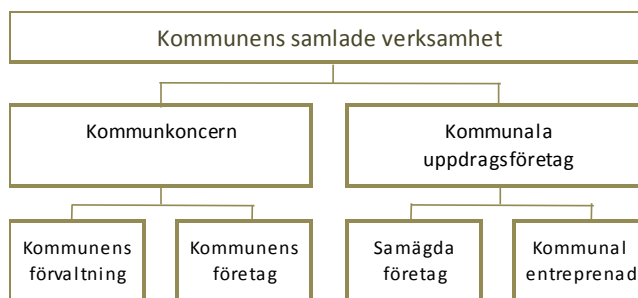 Kommunens samlade verksamhet
Kommunkoncern
Kommunala
uppdragsföretag
Kommunens
förvaltning
Kommunens
företag
Samägda
företag
Kommunal
entreprenad